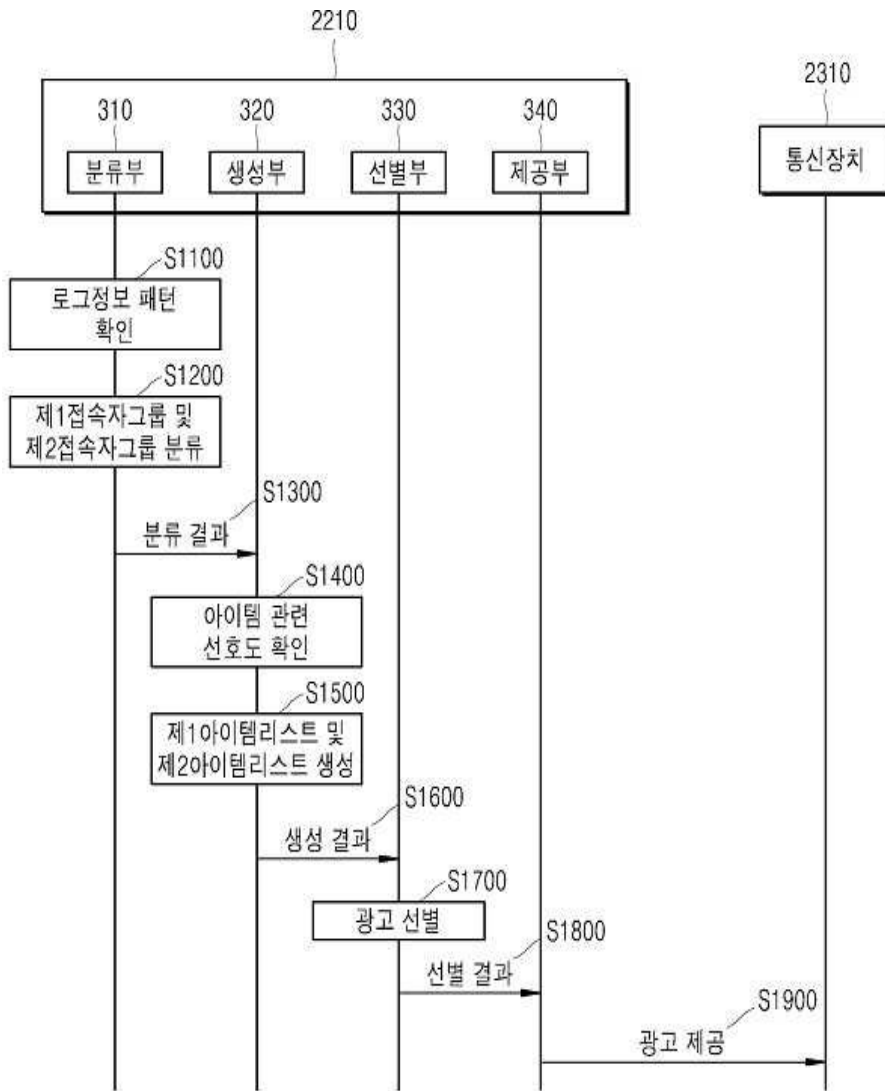 2210
2310
310
320
330
340
분류부
생성부
선별부
제공부
통신장치
S1100
로그정보 패턴
확인
S1200
제1접속자그룹 및
제2접속자그룹 분류
S1300
분류 결과
S1400
아이템 관련
선호도 확인
S1500
제1아이템리스트 및
제2아이템리스트 생성
S1600
생성 결과
S1700
광고 선별
S1800
선별 결과
S1900
광고 제공